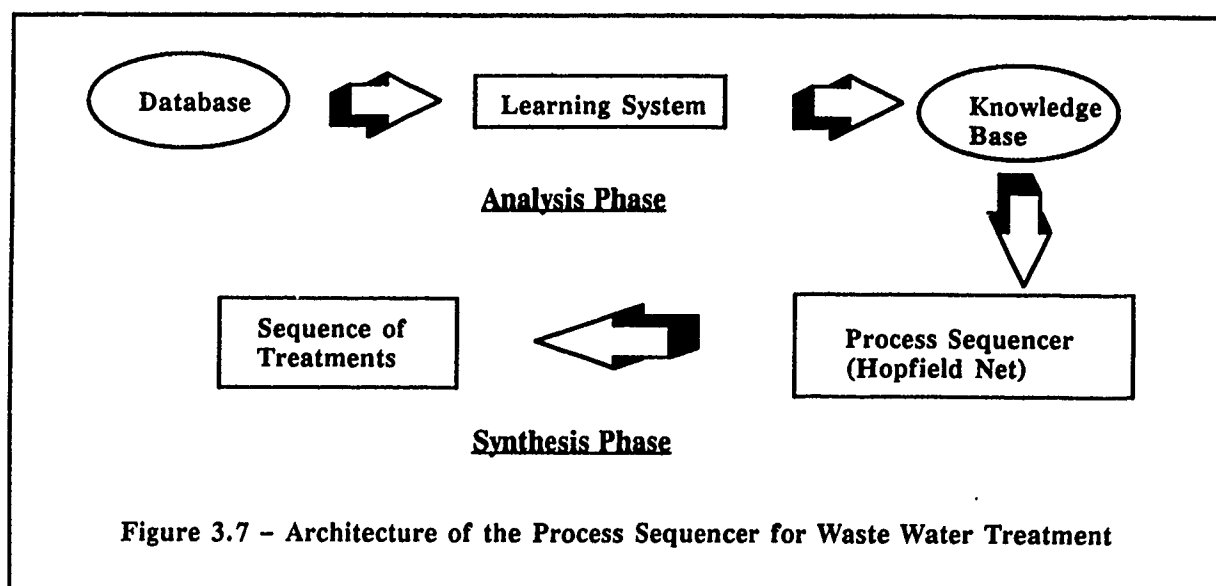 Database
Learning System
Knowledge
Base
Analysis Phase
Sequence of
Treatments
Process Sequencer
(Hopfield Net)
Synthesis Phase
Figure 3.7 – Architecture of the Process Sequencer for Waste Water Treatment